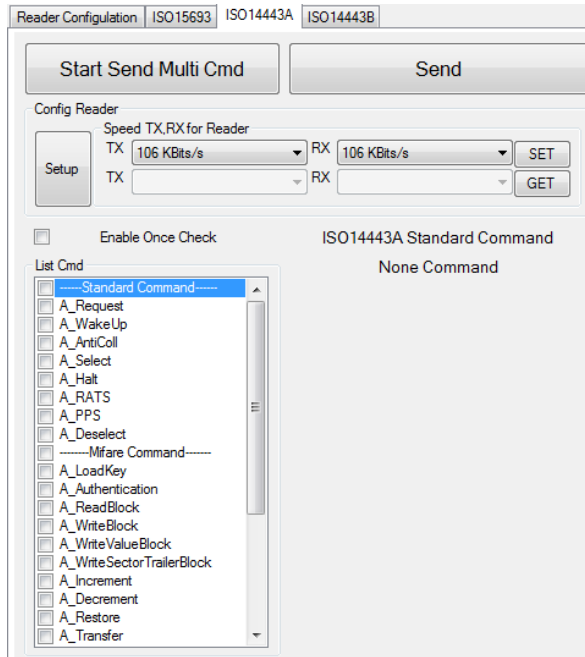 Reader Configulation ISO15693 ISO14443A ISO14443B
Start Send Multi Cmd Send
Config Reader
Speed TX,RX for Reader
Setup
TX 106 KBits/s RX 106 KBits/s SET
TX RX GET
Enable Once Check ISO14443A Standard Command
List Cmd None Command
------Standard Command------
A_Request
A_WakeUp
A_AntiColl
A_Select
A_Halt
A_RATS
A_PPS
A_Deselect
--------Mifare Command-------
A_LoadKey
A_Authentication
A_ReadBlock
A_WriteBlock
A_WriteValueBlock
A_WriteSectorTrailerBlock
A_Increment
A_Decrement
A_Restore
A_Transfer